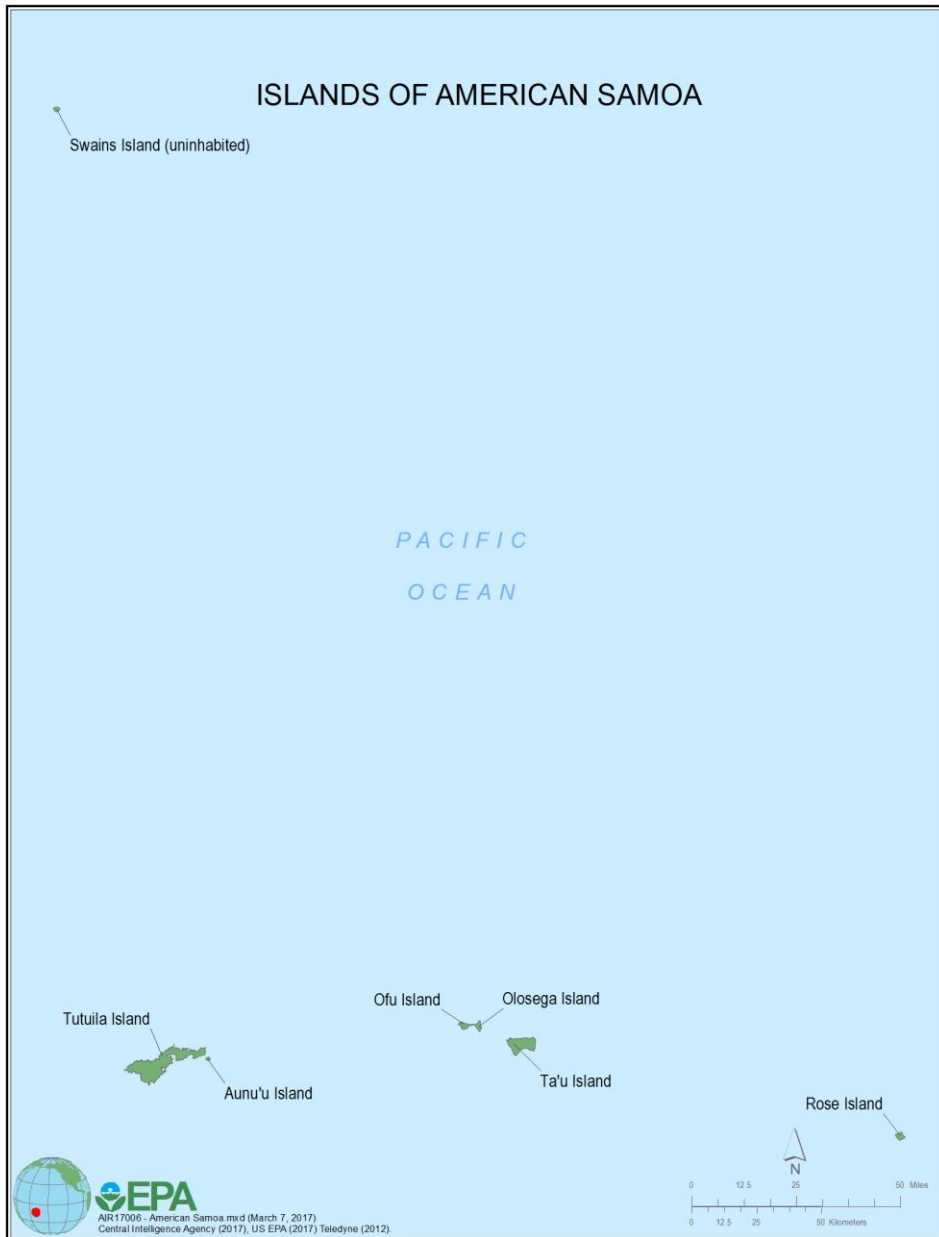 ISLANDS OF AMERICAN SAMOA
Swains Island (uninhabited)
PACIFIC
OCEAN
Ofu Island
Olosega Island
Tutuila Island
Ta'u Island
Aunu'u Island
Rose Island
N
0 12.5 25 50 Miles
0 12.5 25 50 Kilometers
EPA
AIR17006 - American Samoa.mxd (March 7, 2017)
Central Intelligence Agency (2017), US EPA (2017) Teledyne (2012).